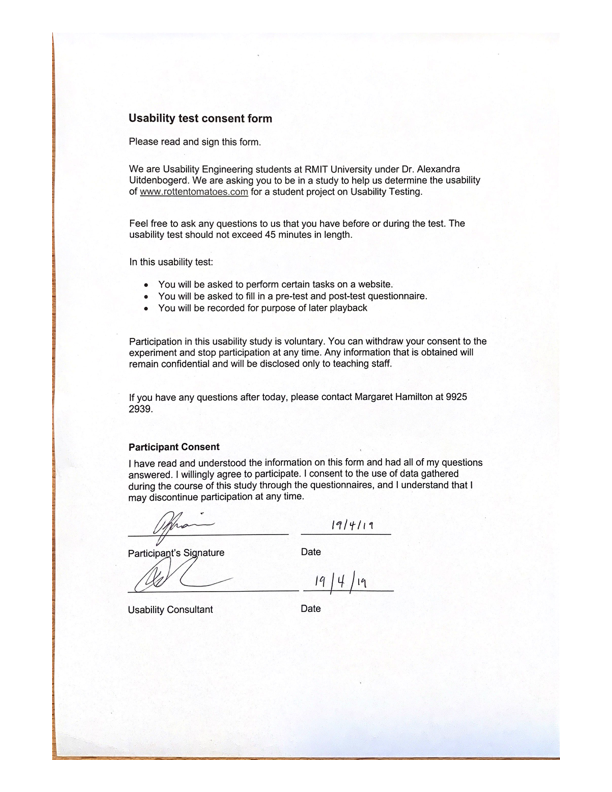 Usability test consent form
Please read and sign this form.
We are Usability Engineering students at RMIT University under Dr. Alexandra
Uitdenbogerd. We are asking you to be in a study to help us determine the usability
of www.rottentomatoes.com for a student project on Usability Testing.
Feel free to ask any questions to us that you have before or during the test. The
usability test should not exceed 45 minutes in length.
In this usability test:
• You will be asked to perform certain tasks on a website.
• You will be asked to fill in a pre-test and post-test questionnaire.
• You will be recorded for purpose of later playback
Participation in this usability study is voluntary. You can withdraw your consent to the
experiment and stop participation at any time. Any information that is obtained will
remain confidential and will be disclosed only to teaching staff.
If you have any questions after today, please contact Margaret Hamilton at 9925
2939.
Participant Consent
I have read and understood the information on this form and had all of my questions
answered. I willingly agree to participate. I consent to the use of data gathered
during the course of this study through the questionnaires, and I understand that I
may discontinue participation at any time.
19/4/19
Participant's Signature Date
19/4/19
Usability Consultant Date